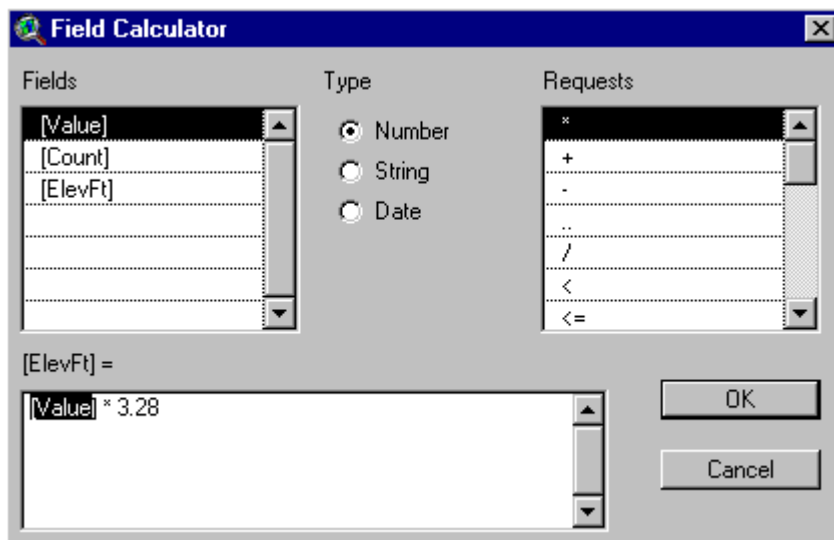 Field Calculator
Fields
Type
Requests
[Value]
[Count]
[ElevFt]
Number
String
Date
*
+
-
..
/
<
<=
[ElevFt] =
[Value] * 3.28
OK
Cancel